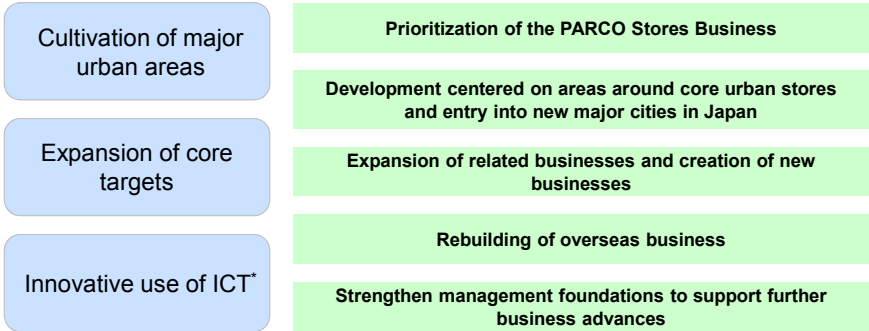 Cultivation of major
urban areas
Expansion of core
targets
Innovative use of ICT*
Prioritization of the PARCO Stores Business
Development centered on areas around core urban stores
and entry into new major cities in Japan
Expansion of related businesses and creation of new
businesses
Rebuilding of overseas business
Strengthen management foundations to support further
business advances